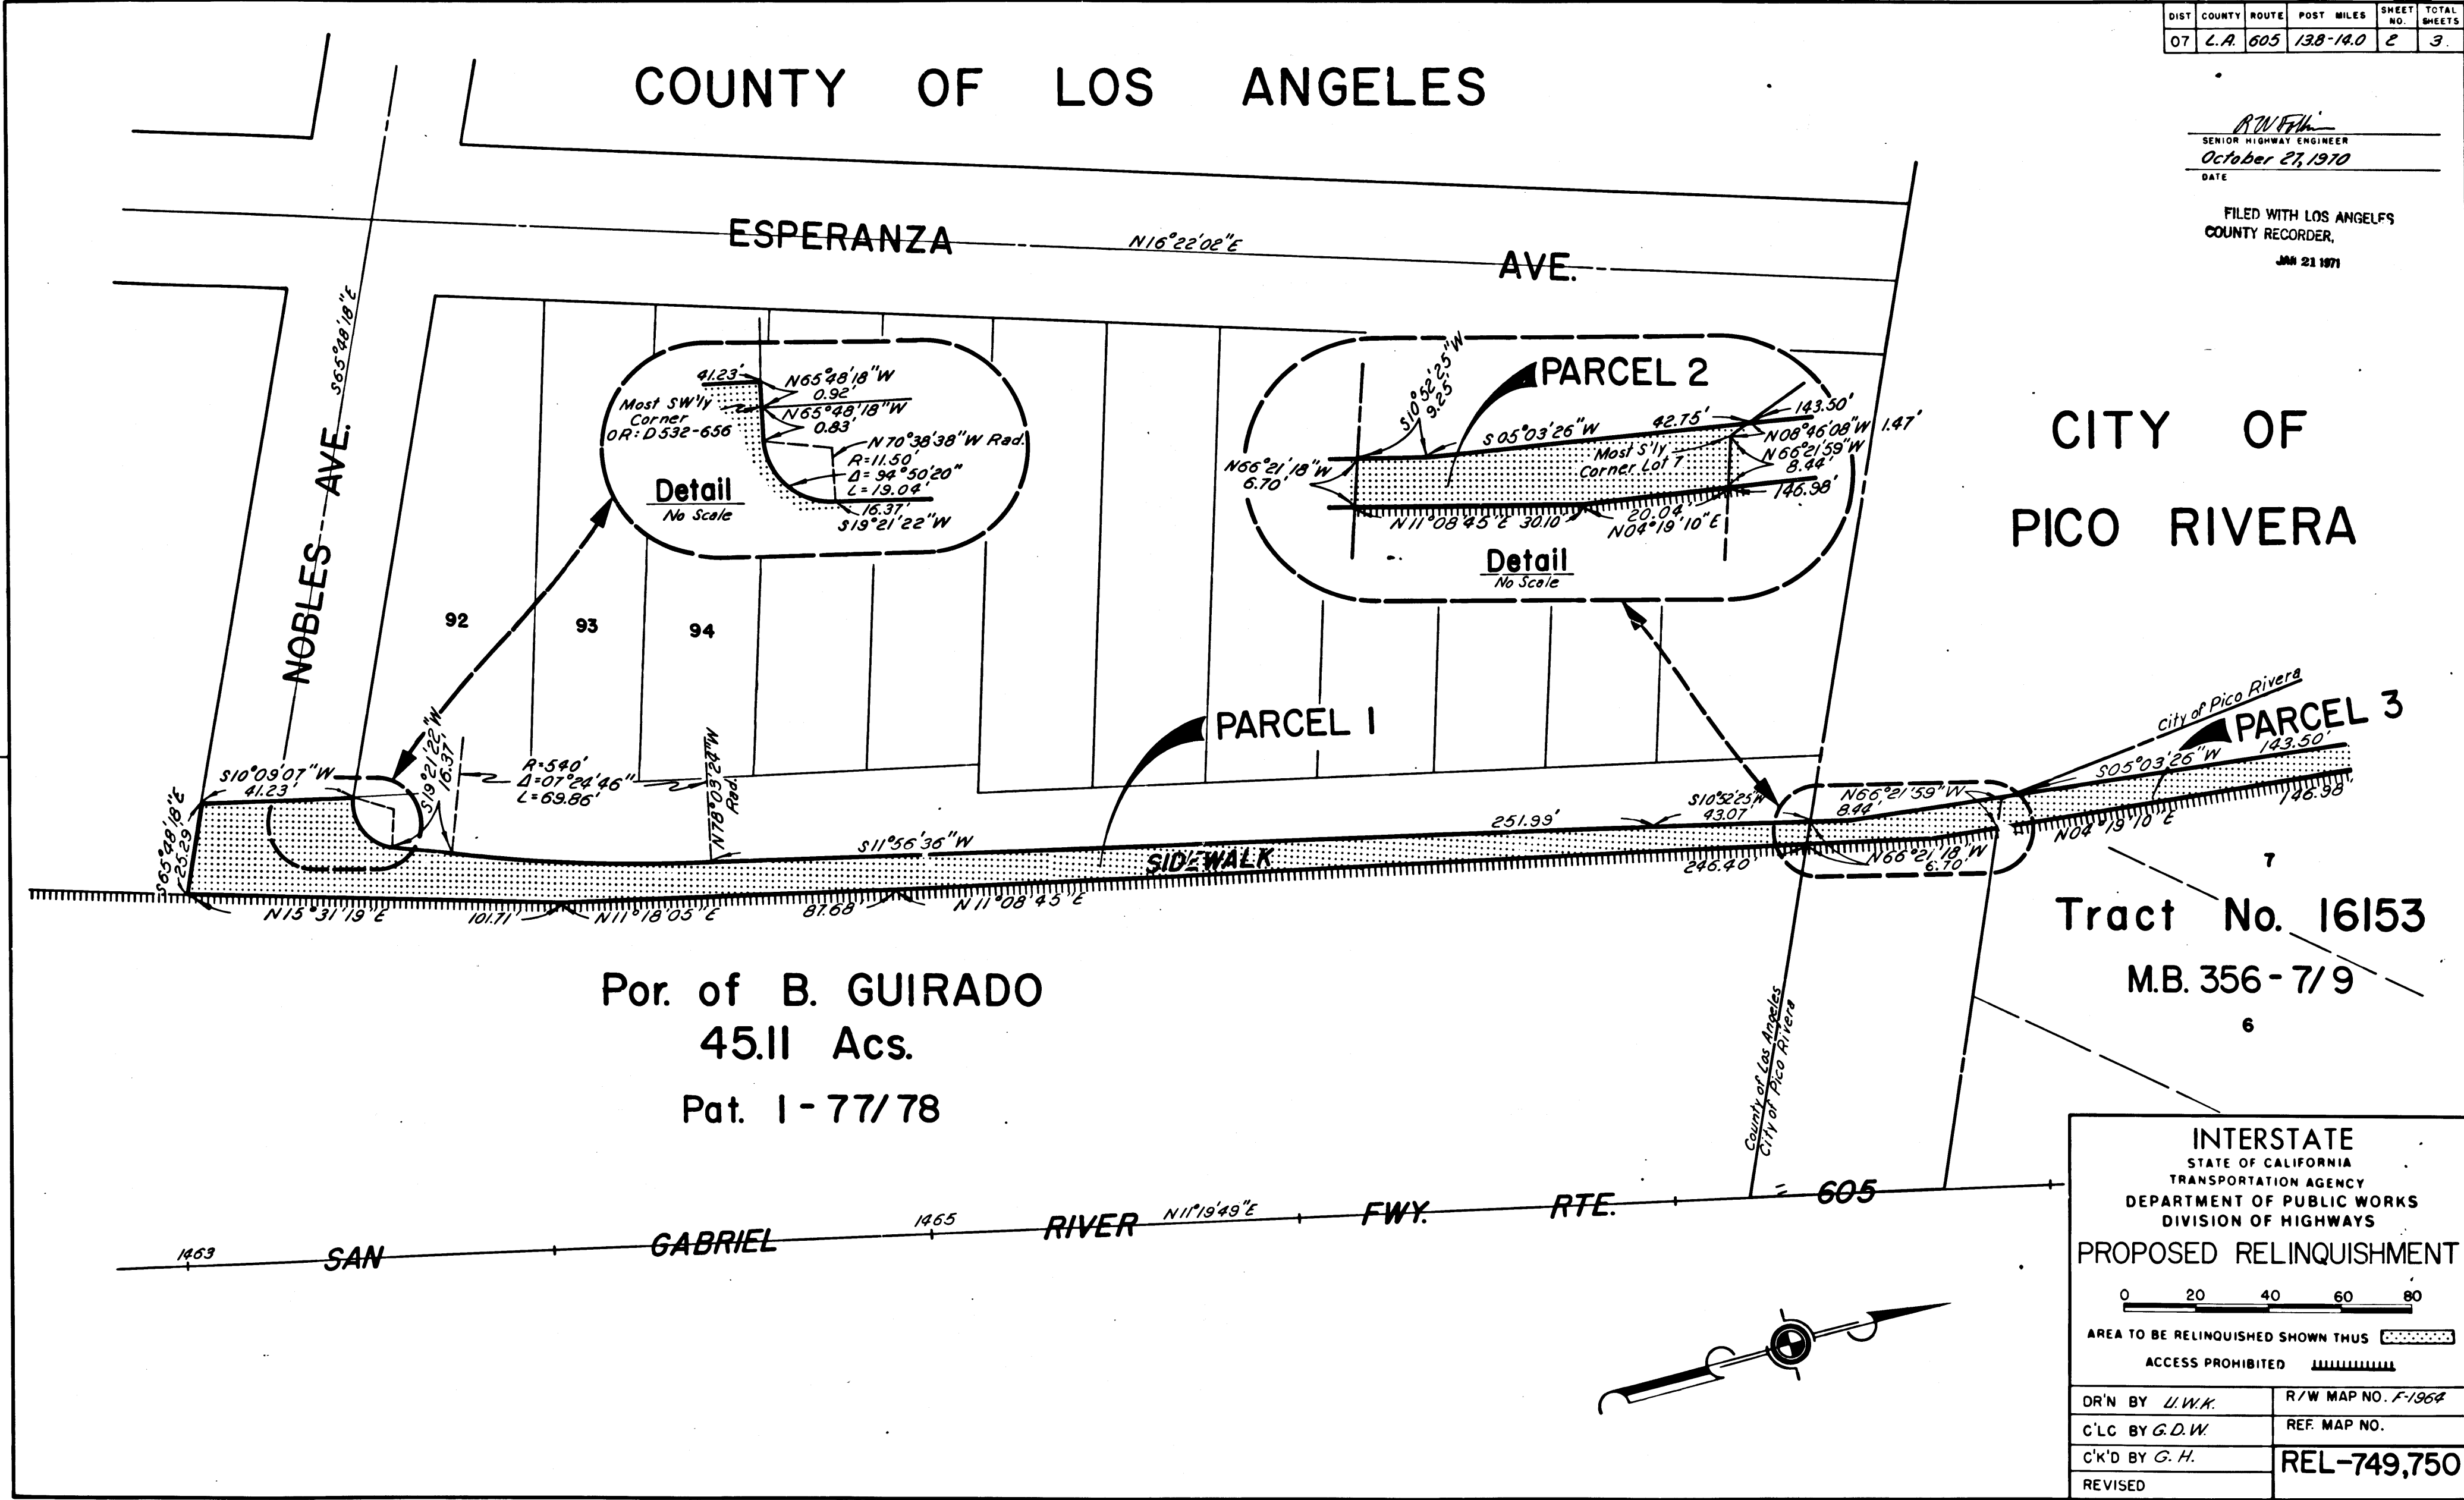 DIST COUNTY ROUTE POST MILES SHEET NO. TOTAL SHEETS
07 L.A. 605 13.8-14.0 2 3.
SENIOR HIGHWAY ENGINEER
October 27, 1970
DATE
FILED WITH LOS ANGELES
COUNTY RECORDER,
JAN 21 1971
COUNTY OF LOS ANGELES
ESPERANZA AVE.
N16°22'02"E
NOBLES AVE.
S65°48'18"E
CITY OF
PICO RIVERA
41.23'
N65°48'18"W
0.92'
Most SW'ly
Corner
OR: D532-656
N65°48'18"W
0.83'
N70°38'38"W Rad.
R=11.50'
Δ=94°50'20"
L=19.04'
16.37'
S19°21'22"W
Detail
No Scale
PARCEL 2
S10°52'25"W
9.25'
S05°03'26"W
42.75'
143.50'
N08°46'08"W 1.47'
N66°21'59"W
8.44'
Most S'ly
Corner Lot 7
N66°21'18"W
6.70'
146.98'
N11°08'45"E 30.10'
20.04'
N04°19'10"E
Detail
No Scale
92
93
94
PARCEL 1
City of Pico Rivera
PARCEL 3
S05°03'26"W
143.50'
S10°09'07"W
41.23'
S19°21'22"W
16.37'
R=540'
Δ=07°24'46"
L=69.86'
N78°03'24"W
Rad.
S65°48'18"E
25.29'
S11°56'36"W
251.99'
S10°52'25"W
43.07
N66°21'59"W
8.44'
SIDEWALK
246.40'
N66°21'18"W
6.70'
N04°19'10"E
146.98'
N15°31'19"E
101.71'
N11°18'05"E
87.68'
N11°08'45"E
7
Tract No. 16153
M.B. 356-7/9
6
Por. of B. GUIRADO
45.11 Acs.
Pat. 1-77/78
County of Los Angeles
City of Pico Rivera
1463
SAN GABRIEL RIVER FWY. RTE. 605
1465
N11°19'49"E
INTERSTATE
STATE OF CALIFORNIA
TRANSPORTATION AGENCY
DEPARTMENT OF PUBLIC WORKS
DIVISION OF HIGHWAYS
PROPOSED RELINQUISHMENT
0 20 40 60 80
AREA TO BE RELINQUISHED SHOWN THUS
ACCESS PROHIBITED
DR'N BY U.W.K.
R/W MAP NO. F-1964
C'LC BY G.D.W.
REF. MAP NO.
C'K'D BY G.H.
REL-749,750
REVISED